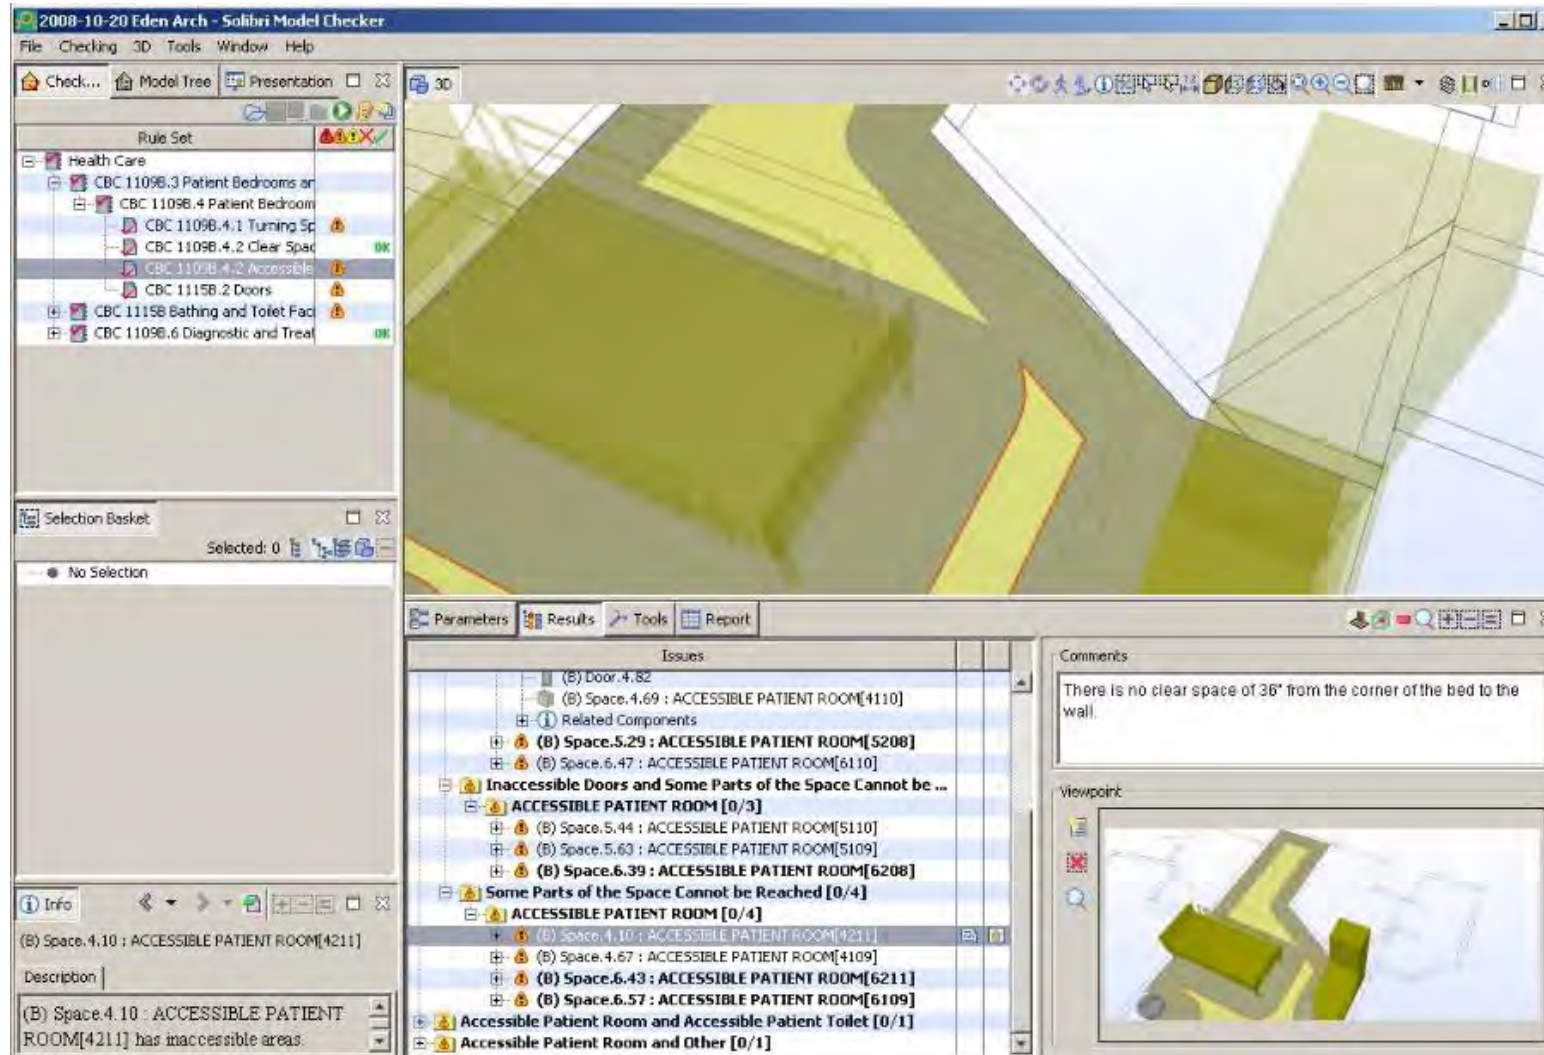 2008-10-20 Eden Arch - Solibri Model Checker
File Checking 3D Tools Window Help
Check... Model Tree Presentation
3D
Rule Set
Health Care
CBC 1109B.3 Patient Bedrooms ar
CBC 1109B.4 Patient Bedroom
CBC 1109B.4.1 Turning Sp
CBC 1109B.4.2 Clear Spac OK
CBC 1109B.4.2 Accessible
CBC 1115B.2 Doors
CBC 1115B Bathing and Toilet Faci
CBC 1109B.6 Diagnostic and Treat OK
Selection Basket
Selected: 0
No Selection
Info
(B) Space.4.10 : ACCESSIBLE PATIENT ROOM[4211]
Description
(B) Space.4.10 : ACCESSIBLE PATIENT
ROOM[4211] has inaccessible areas.
Parameters Results Tools Report
Issues
(B) Door.4.82
(B) Space.4.69 : ACCESSIBLE PATIENT ROOM[4110]
Related Components
(B) Space.5.29 : ACCESSIBLE PATIENT ROOM[5208]
(B) Space.6.47 : ACCESSIBLE PATIENT ROOM[6110]
Inaccessible Doors and Some Parts of the Space Cannot be ...
ACCESSIBLE PATIENT ROOM [0/3]
(B) Space.5.44 : ACCESSIBLE PATIENT ROOM[5110]
(B) Space.5.63 : ACCESSIBLE PATIENT ROOM[5109]
(B) Space.6.39 : ACCESSIBLE PATIENT ROOM[6208]
Some Parts of the Space Cannot be Reached [0/4]
ACCESSIBLE PATIENT ROOM [0/4]
(B) Space.4.10 : ACCESSIBLE PATIENT ROOM[4211]
(B) Space.4.67 : ACCESSIBLE PATIENT ROOM[4109]
(B) Space.6.43 : ACCESSIBLE PATIENT ROOM[6211]
(B) Space.6.57 : ACCESSIBLE PATIENT ROOM[6109]
Accessible Patient Room and Accessible Patient Toilet [0/1]
Accessible Patient Room and Other [0/1]
Comments
There is no clear space of 36" from the corner of the bed to the
wall.
Viewpoint